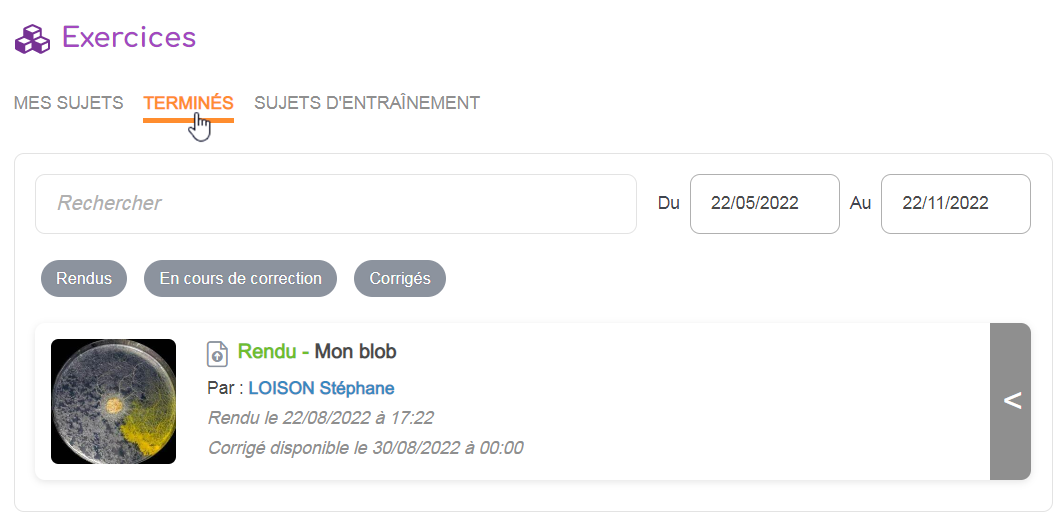 Exercices
MES SUJETS TERMINÉS SUJETS D'ENTRAÎNEMENT
Rechercher Du 22/05/2022 Au 22/11/2022
Rendus En cours de correction Corrigés
Rendu - Mon blob
Par : LOISON Stéphane
Rendu le 22/08/2022 à 17:22
Corrigé disponible le 30/08/2022 à 00:00
<